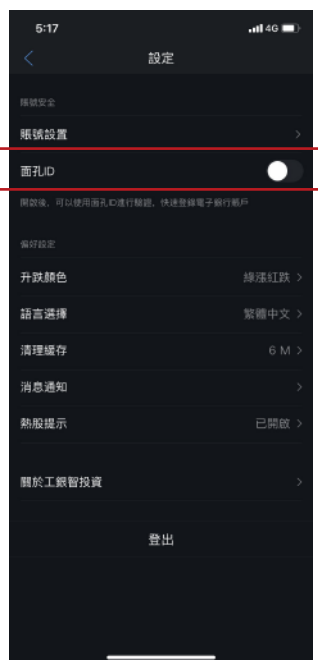 5:17 4G
設定
賬號安全
賬號設置
面孔ID
開啟後，可以使用面孔ID進行驗證，快速登錄電子銀行賬戶
偏好設定
升跌顏色 綠漲紅跌
語言選擇 繁體中文
清理緩存 6 M
消息通知
熱股提示 已開啟
關於工銀智投資
登出